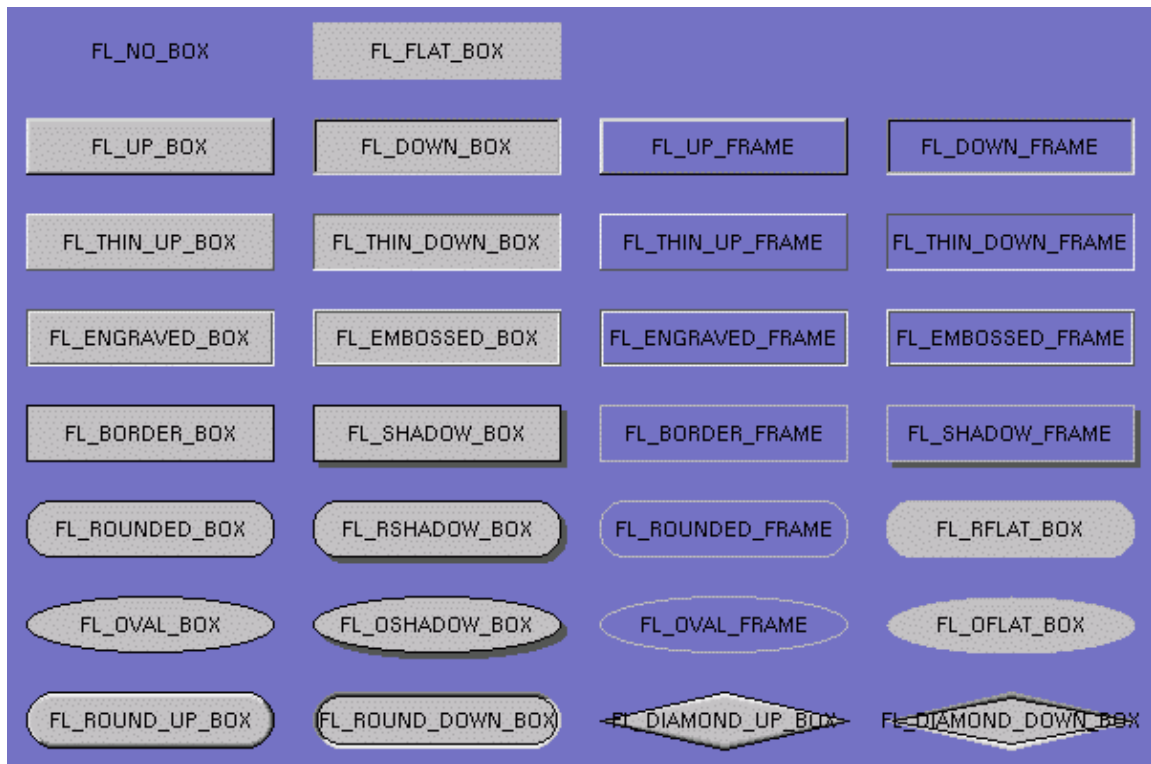 FL_NO_BOX FL_FLAT_BOX
FL_UP_BOX FL_DOWN_BOX FL_UP_FRAME FL_DOWN_FRAME
FL_THIN_UP_BOX FL_THIN_DOWN_BOX FL_THIN_UP_FRAME FL_THIN_DOWN_FRAME
FL_ENGRAVED_BOX FL_EMBOSSED_BOX FL_ENGRAVED_FRAME FL_EMBOSSED_FRAME
FL_BORDER_BOX FL_SHADOW_BOX FL_BORDER_FRAME FL_SHADOW_FRAME
FL_ROUNDED_BOX FL_RSHADOW_BOX FL_ROUNDED_FRAME FL_RFLAT_BOX
FL_OVAL_BOX FL_OSHADOW_BOX FL_OVAL_FRAME FL_OFLAT_BOX
FL_ROUND_UP_BOX FL_ROUND_DOWN_BOX FL_DIAMOND_UP_BOX FL_DIAMOND_DOWN_BOX